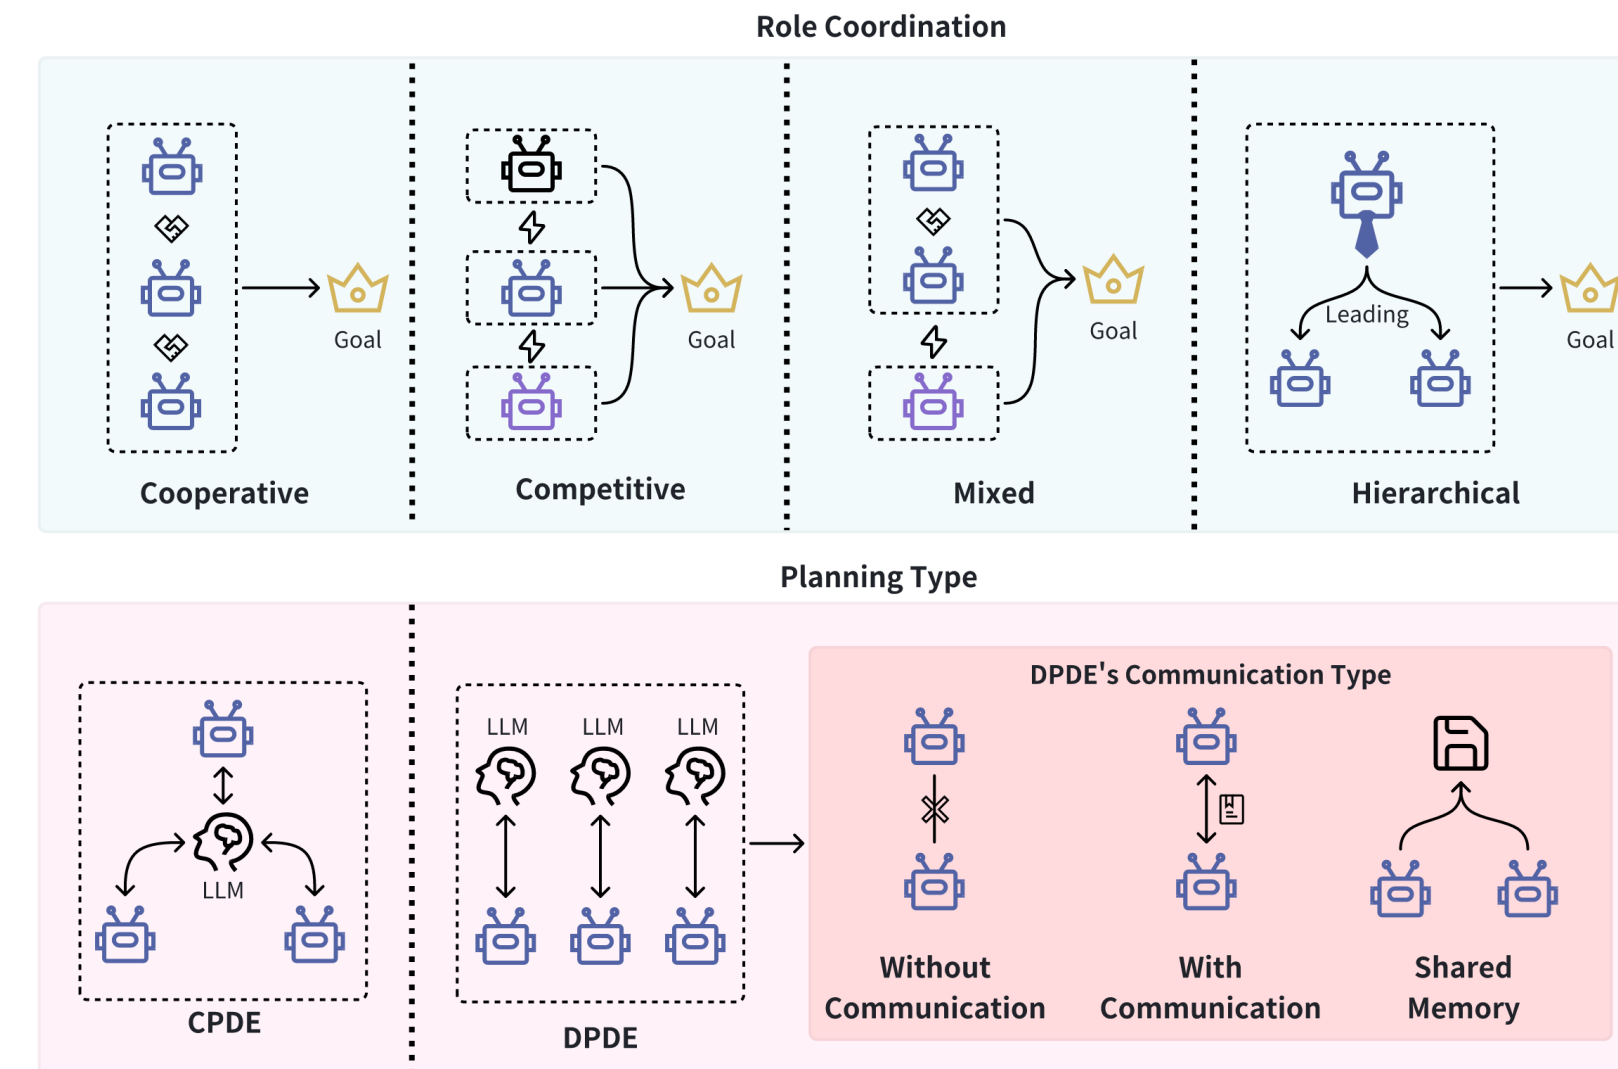 Role Coordination
Goal
Goal
Goal
Leading
Goal
Cooperative
Competitive
Mixed
Hierarchical
Planning Type
LLM
CPDE
LLM LLM LLM
DPDE
DPDE's Communication Type
Without
Communication
With
Communication
Shared
Memory